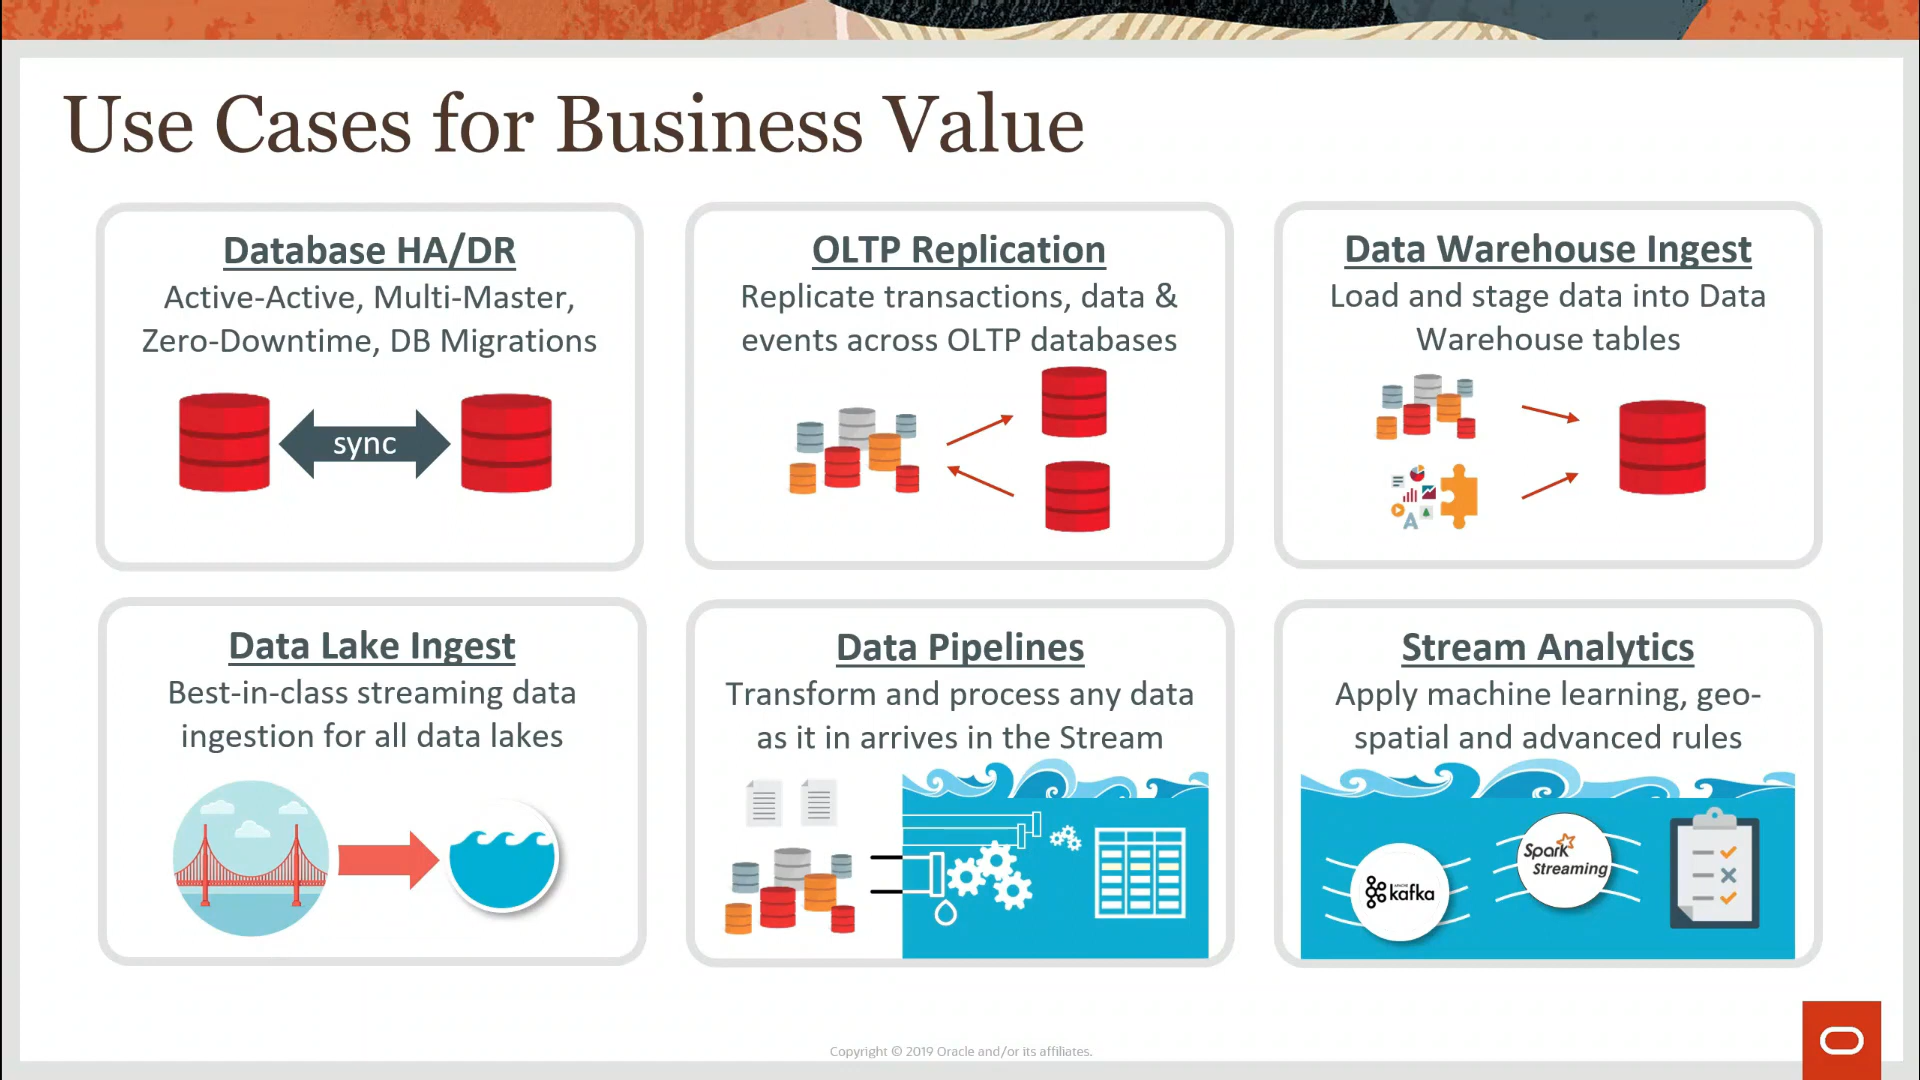 Use Cases for Business Value
Database HA/DR
Active-Active, Multi-Master,
Zero-Downtime, DB Migrations
sync
OLTP Replication
Replicate transactions, data &
events across OLTP databases
Data Warehouse Ingest
Load and stage data into Data
Warehouse tables
A
Data Lake Ingest
Best-in-class streaming data
ingestion for all data lakes
Data Pipelines
Transform and process any data
as it in arrives in the Stream
Stream Analytics
Apply machine learning, geo-
spatial and advanced rules
kafka
Spark
Streaming
Copyright © 2019 Oracle and/or its affiliates.